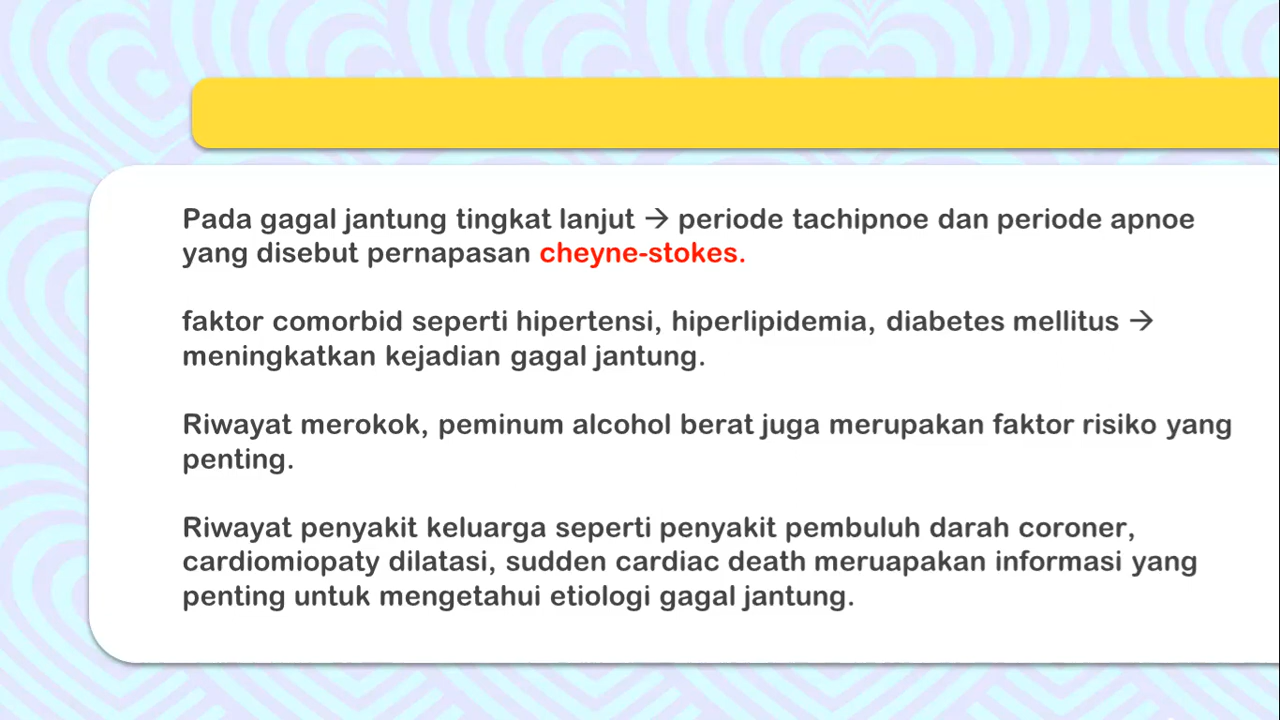 Pada gagal jantung tingkat lanjut → periode tachipnoe dan periode apnoe
yang disebut pernapasan cheyne-stokes.
faktor comorbid seperti hipertensi, hiperlipidemia, diabetes mellitus →
meningkatkan kejadian gagal jantung.
Riwayat merokok, peminum alcohol berat juga merupakan faktor risiko yang
penting.
Riwayat penyakit keluarga seperti penyakit pembuluh darah coroner,
cardiomiopaty dilatasi, sudden cardiac death meruapakan informasi yang
penting untuk mengetahui etiologi gagal jantung.